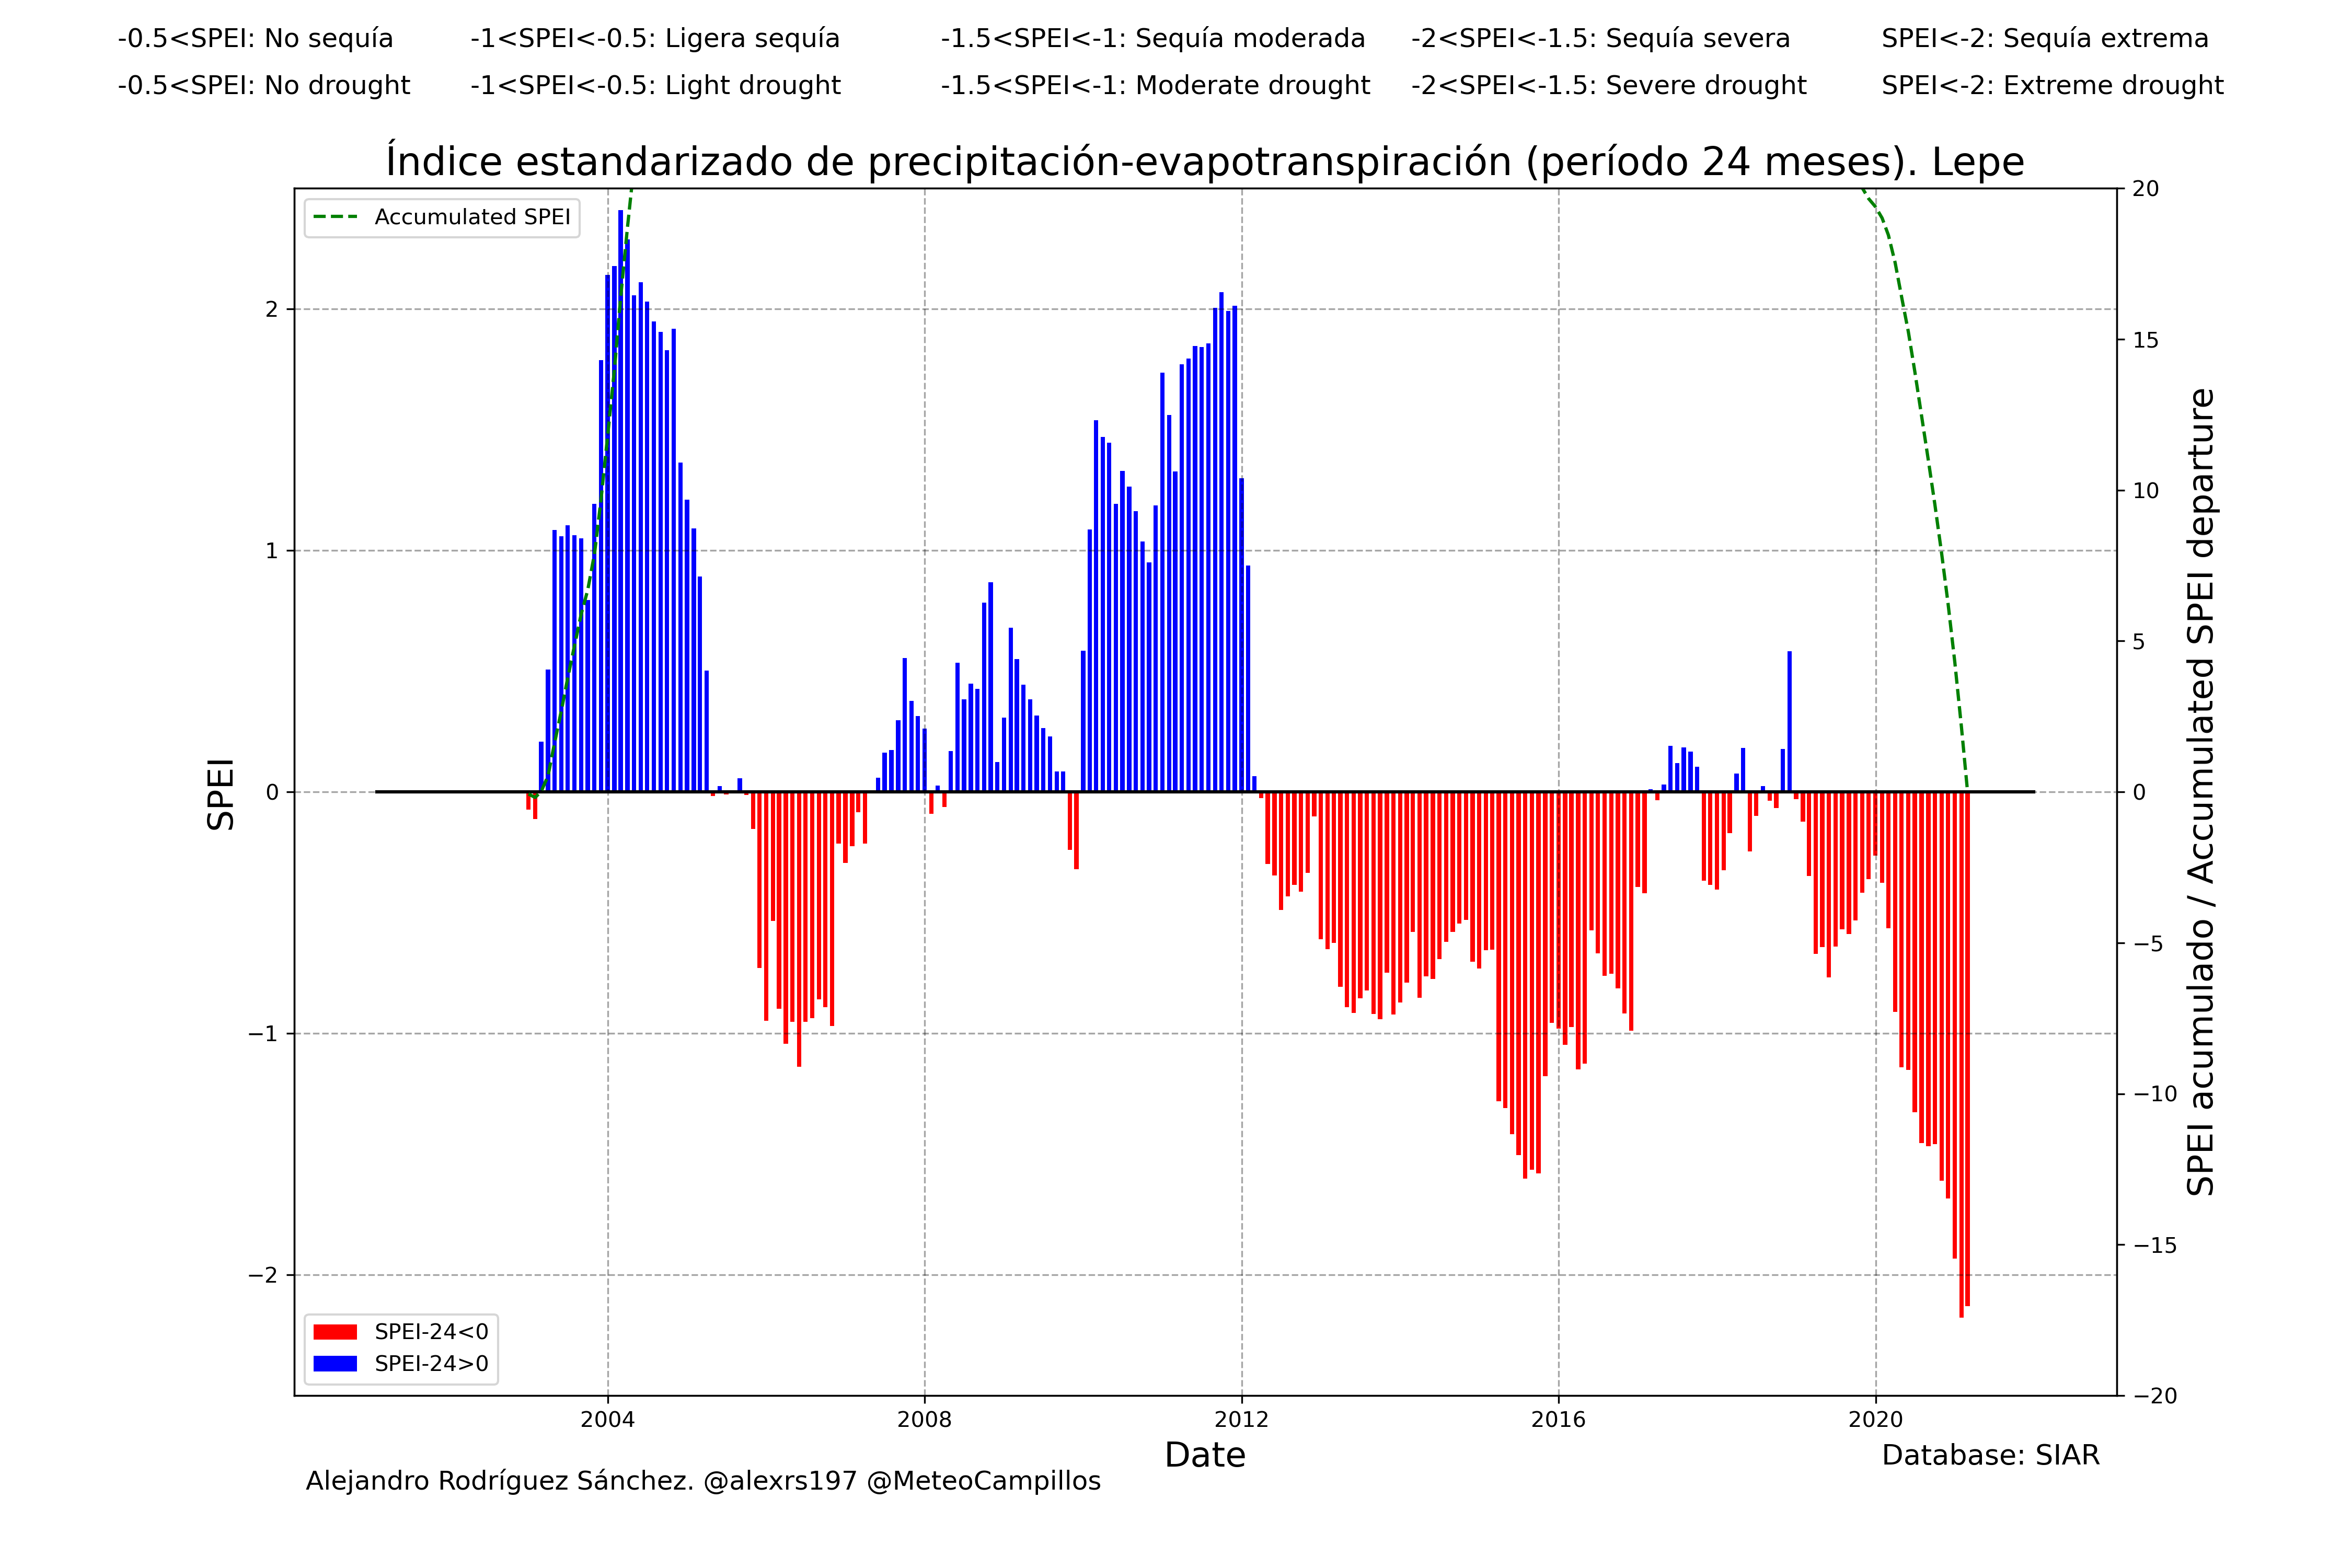 -0.5<SPEI: No sequía -1<SPEI<-0.5: Ligera sequía -1.5<SPEI<-1: Sequía moderada -2<SPEI<-1.5: Sequía severa SPEI<-2: Sequía extrema
-0.5<SPEI: No drought -1<SPEI<-0.5: Light drought -1.5<SPEI<-1: Moderate drought -2<SPEI<-1.5: Severe drought SPEI<-2: Extreme drought
Índice estandarizado de precipitación-evapotranspiración (período 24 meses). Lepe
Accumulated SPEI
2
1
0
−1
−2
SPEI
20
15
10
5
0
−5
−10
−15
−20
SPEI acumulado / Accumulated SPEI departure
SPEI-24<0
SPEI-24>0
2004 2008 2012 2016 2020
Date
Database: SIAR
Alejandro Rodríguez Sánchez. @alexrs197 @MeteoCampillos